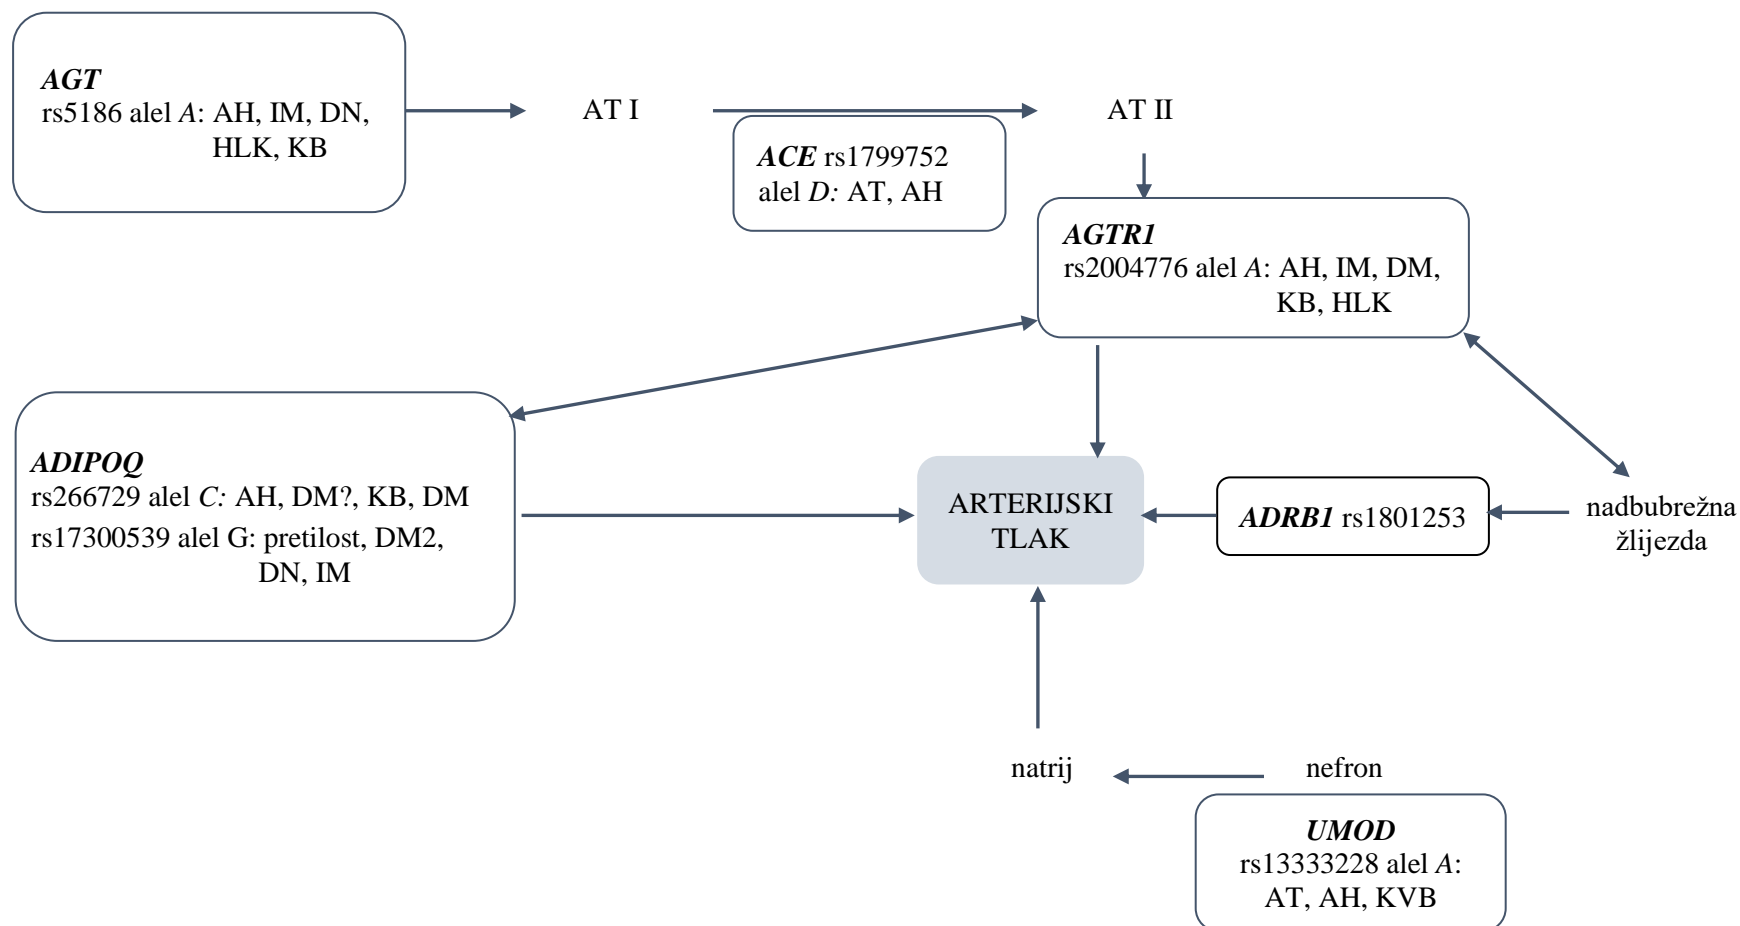 AGT
rs5186 alel A: AH, IM, DN,
HLK, KB
AT I
AT II
ACE rs1799752
alel D: AT, AH
AGTR1
rs2004776 alel A: AH, IM, DM,
KB, HLK
ADIPOQ
rs266729 alel C: AH, DM?, KB, DM
rs17300539 alel G: pretilost, DM2,
DN, IM
ARTERIJSKI
TLAK
ADRB1 rs1801253
nadbubrežna
žlijezda
natrij
nefron
UMOD
rs13333228 alel A:
AT, AH, KVB